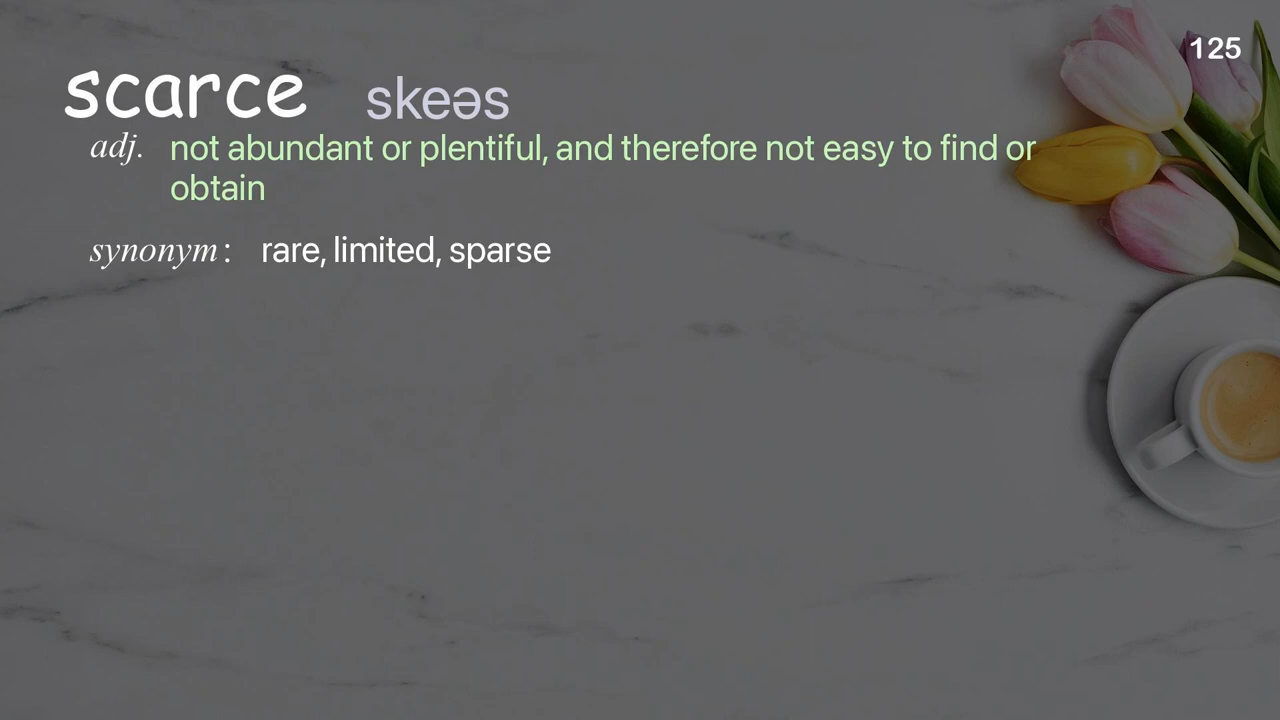 125
scarce skeəs
adj. not abundant or plentiful, and therefore not easy to find or
obtain
synonym: rare, limited, sparse